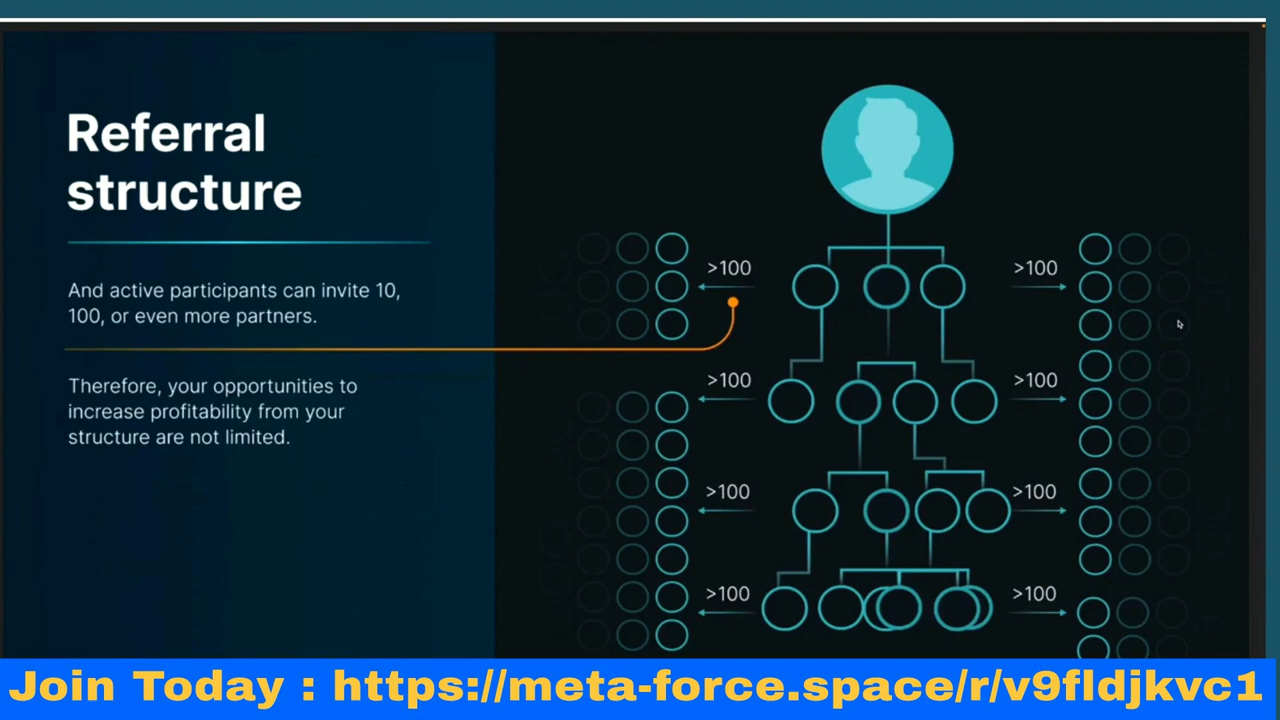 Referral
structure
And active participants can invite 10,
100, or even more partners.
Therefore, your opportunities to
increase profitability from your
structure are not limited.
>100
>100
>100
>100
>100
>100
>100
>100
Join Today : https://meta-force.space/r/v9fldjkvc1